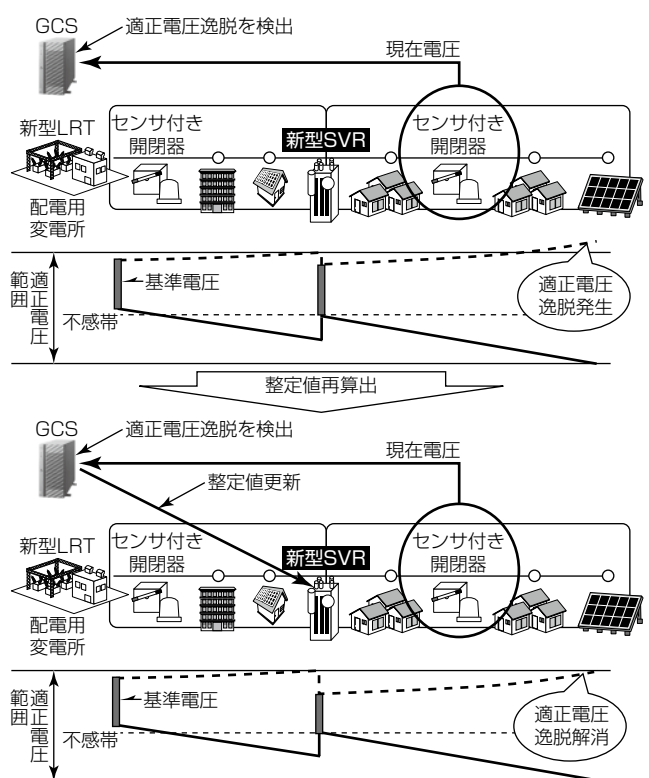 GCS
適正電圧逸脱を検出
現在電圧
新型LRT
センサ付き
開閉器
新型SVR
センサ付き
開閉器
配電用
変電所
適正電圧
範囲
基準電圧
不感帯
適正電圧
逸脱発生
整定値再算出
GCS
適正電圧逸脱を検出
現在電圧
整定値更新
新型LRT
センサ付き
開閉器
新型SVR
センサ付き
開閉器
配電用
変電所
適正電圧
範囲
基準電圧
不感帯
適正電圧
逸脱解消